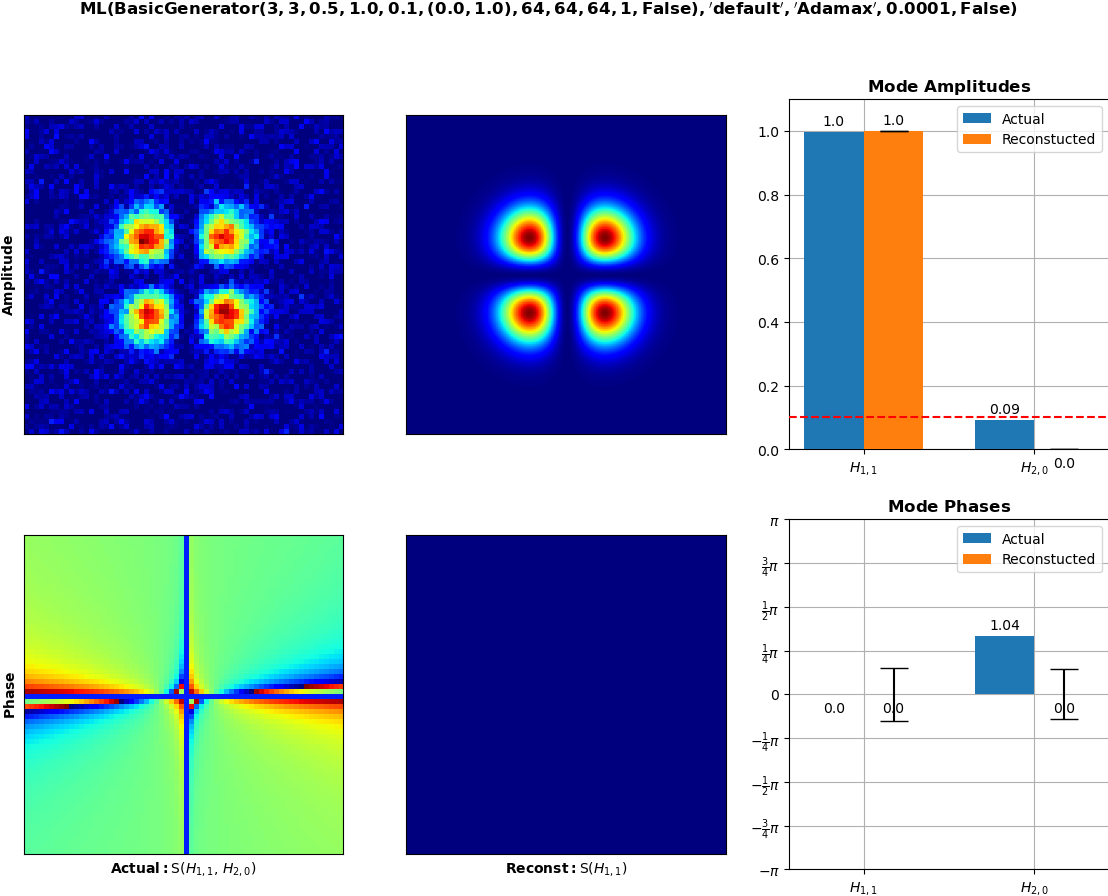 ML(BasicGenerator(3, 3, 0.5, 1.0, 0.1, (0.0, 1.0), 64, 64, 64, 1, False), ′default′, ′Adamax′, 0.0001, False)
Mode Amplitudes
Amplitude
1.0
0.8
0.6
0.4
0.2
0.0
1.0
1.0
0.09
0.0
Actual
Reconstucted
H1,1
H2,0
Mode Phases
Phase
π
3/4π
1/2π
1/4π
0
−1/4π
−1/2π
−3/4π
−π
0.0
0.0
1.04
0.0
Actual
Reconstucted
H1,1
H2,0
Actual: S(H1,1, H2,0)
Reconst: S(H1,1)